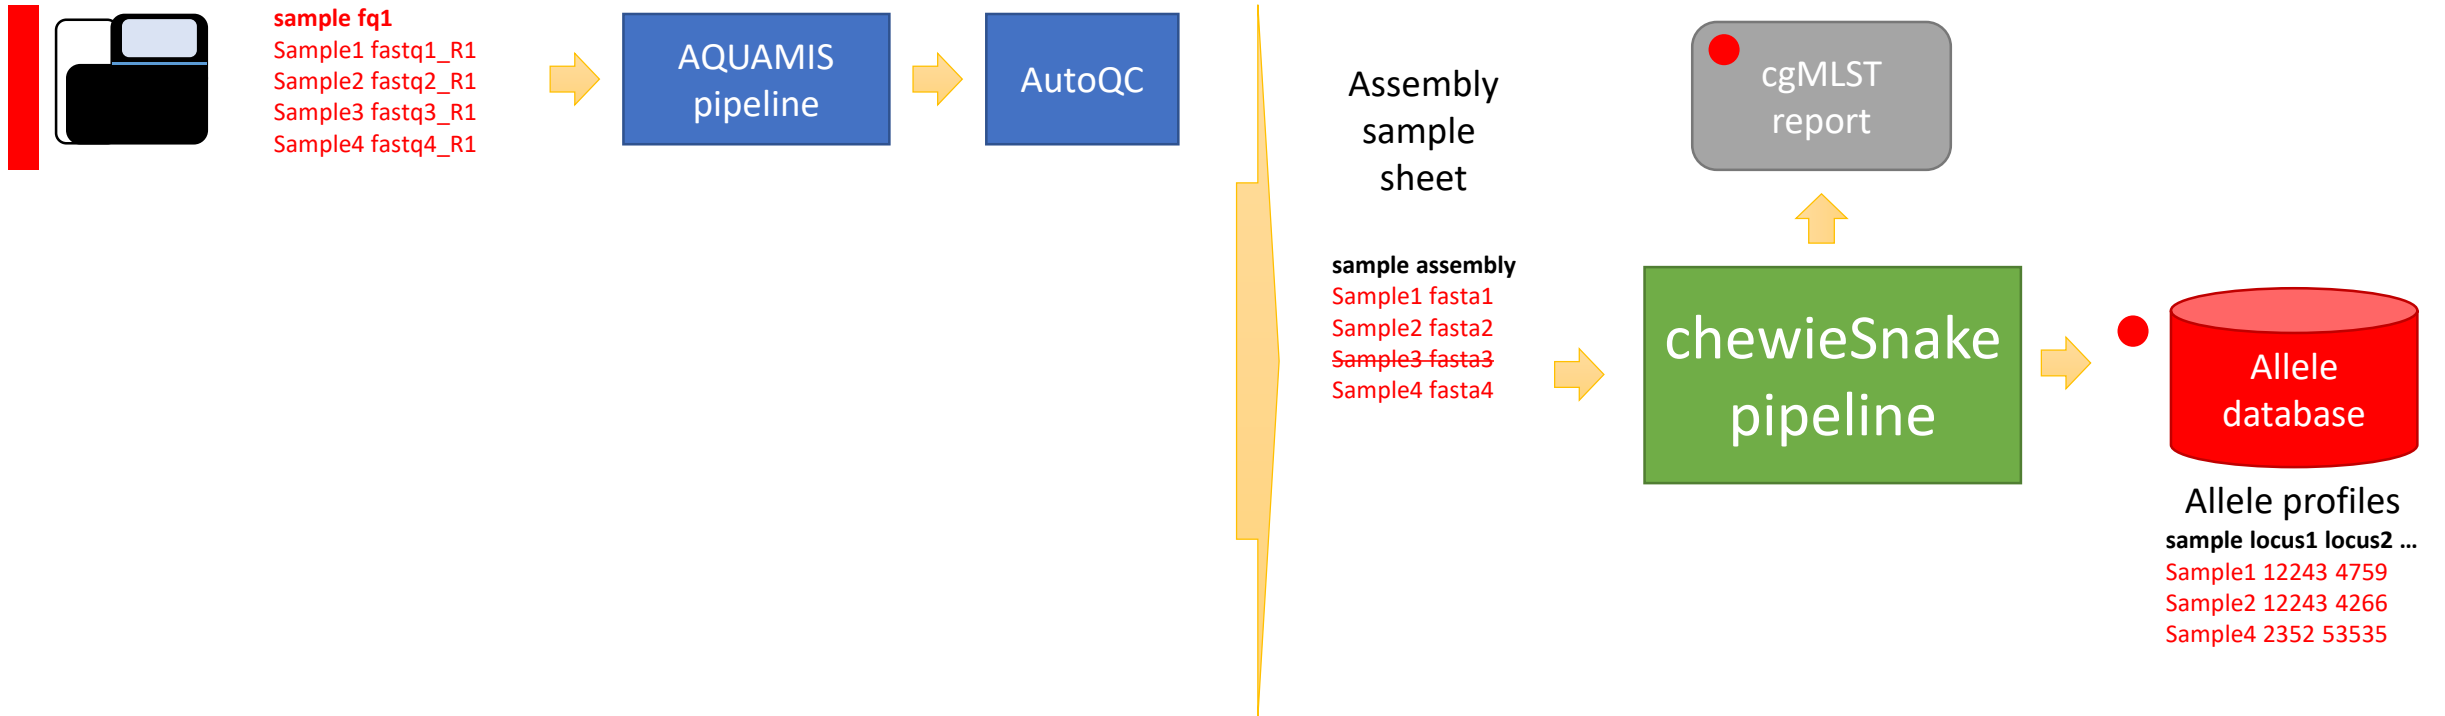 sample fq1
Sample1 fastq1_R1
Sample2 fastq2_R1
Sample3 fastq3_R1
Sample4 fastq4_R1
AQUAMIS
pipeline
AutoQC
Assembly
sample
sheet
sample assembly
Sample1 fasta1
Sample2 fasta2
Sample3 fasta3
Sample4 fasta4
cgMLST
report
chewieSnake
pipeline
Allele
database
Allele profiles
sample locus1 locus2 ...
Sample1 12243 4759
Sample2 12243 4266
Sample4 2352 53535